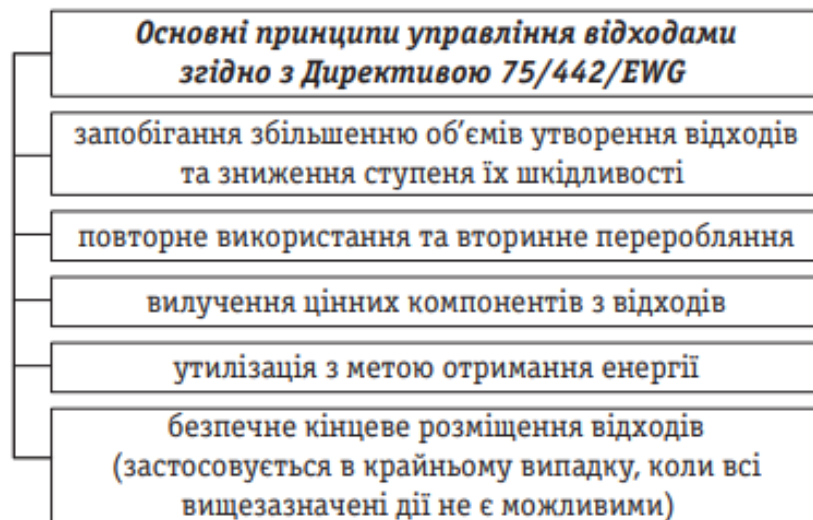 Основні принципи управління відходами
згідно з Директивою 75/442/EWG
запобігання збільшенню об’ємів утворення відходів
та зниження ступеня їх шкідливості
повторне використання та вторинне переробляння
вилучення цінних компонентів з відходів
утилізація з метою отримання енергії
безпечне кінцеве розміщення відходів
(застосовується в крайньому випадку, коли всі
вищезазначені дії не є можливими)